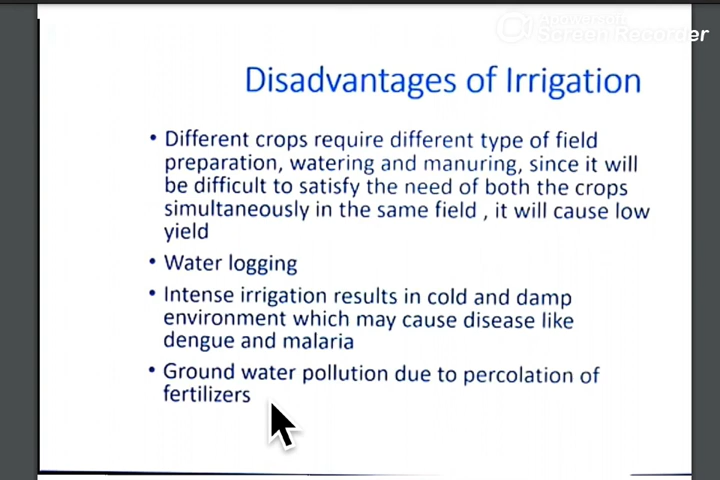 Apowersoft
Screen Recorder
Disadvantages of Irrigation
• Different crops require different type of field
preparation, watering and manuring, since it will
be difficult to satisfy the need of both the crops
simultaneously in the same field , it will cause low
yield
• Water logging
• Intense irrigation results in cold and damp
environment which may cause disease like
dengue and malaria
• Ground water pollution due to percolation of
fertilizers